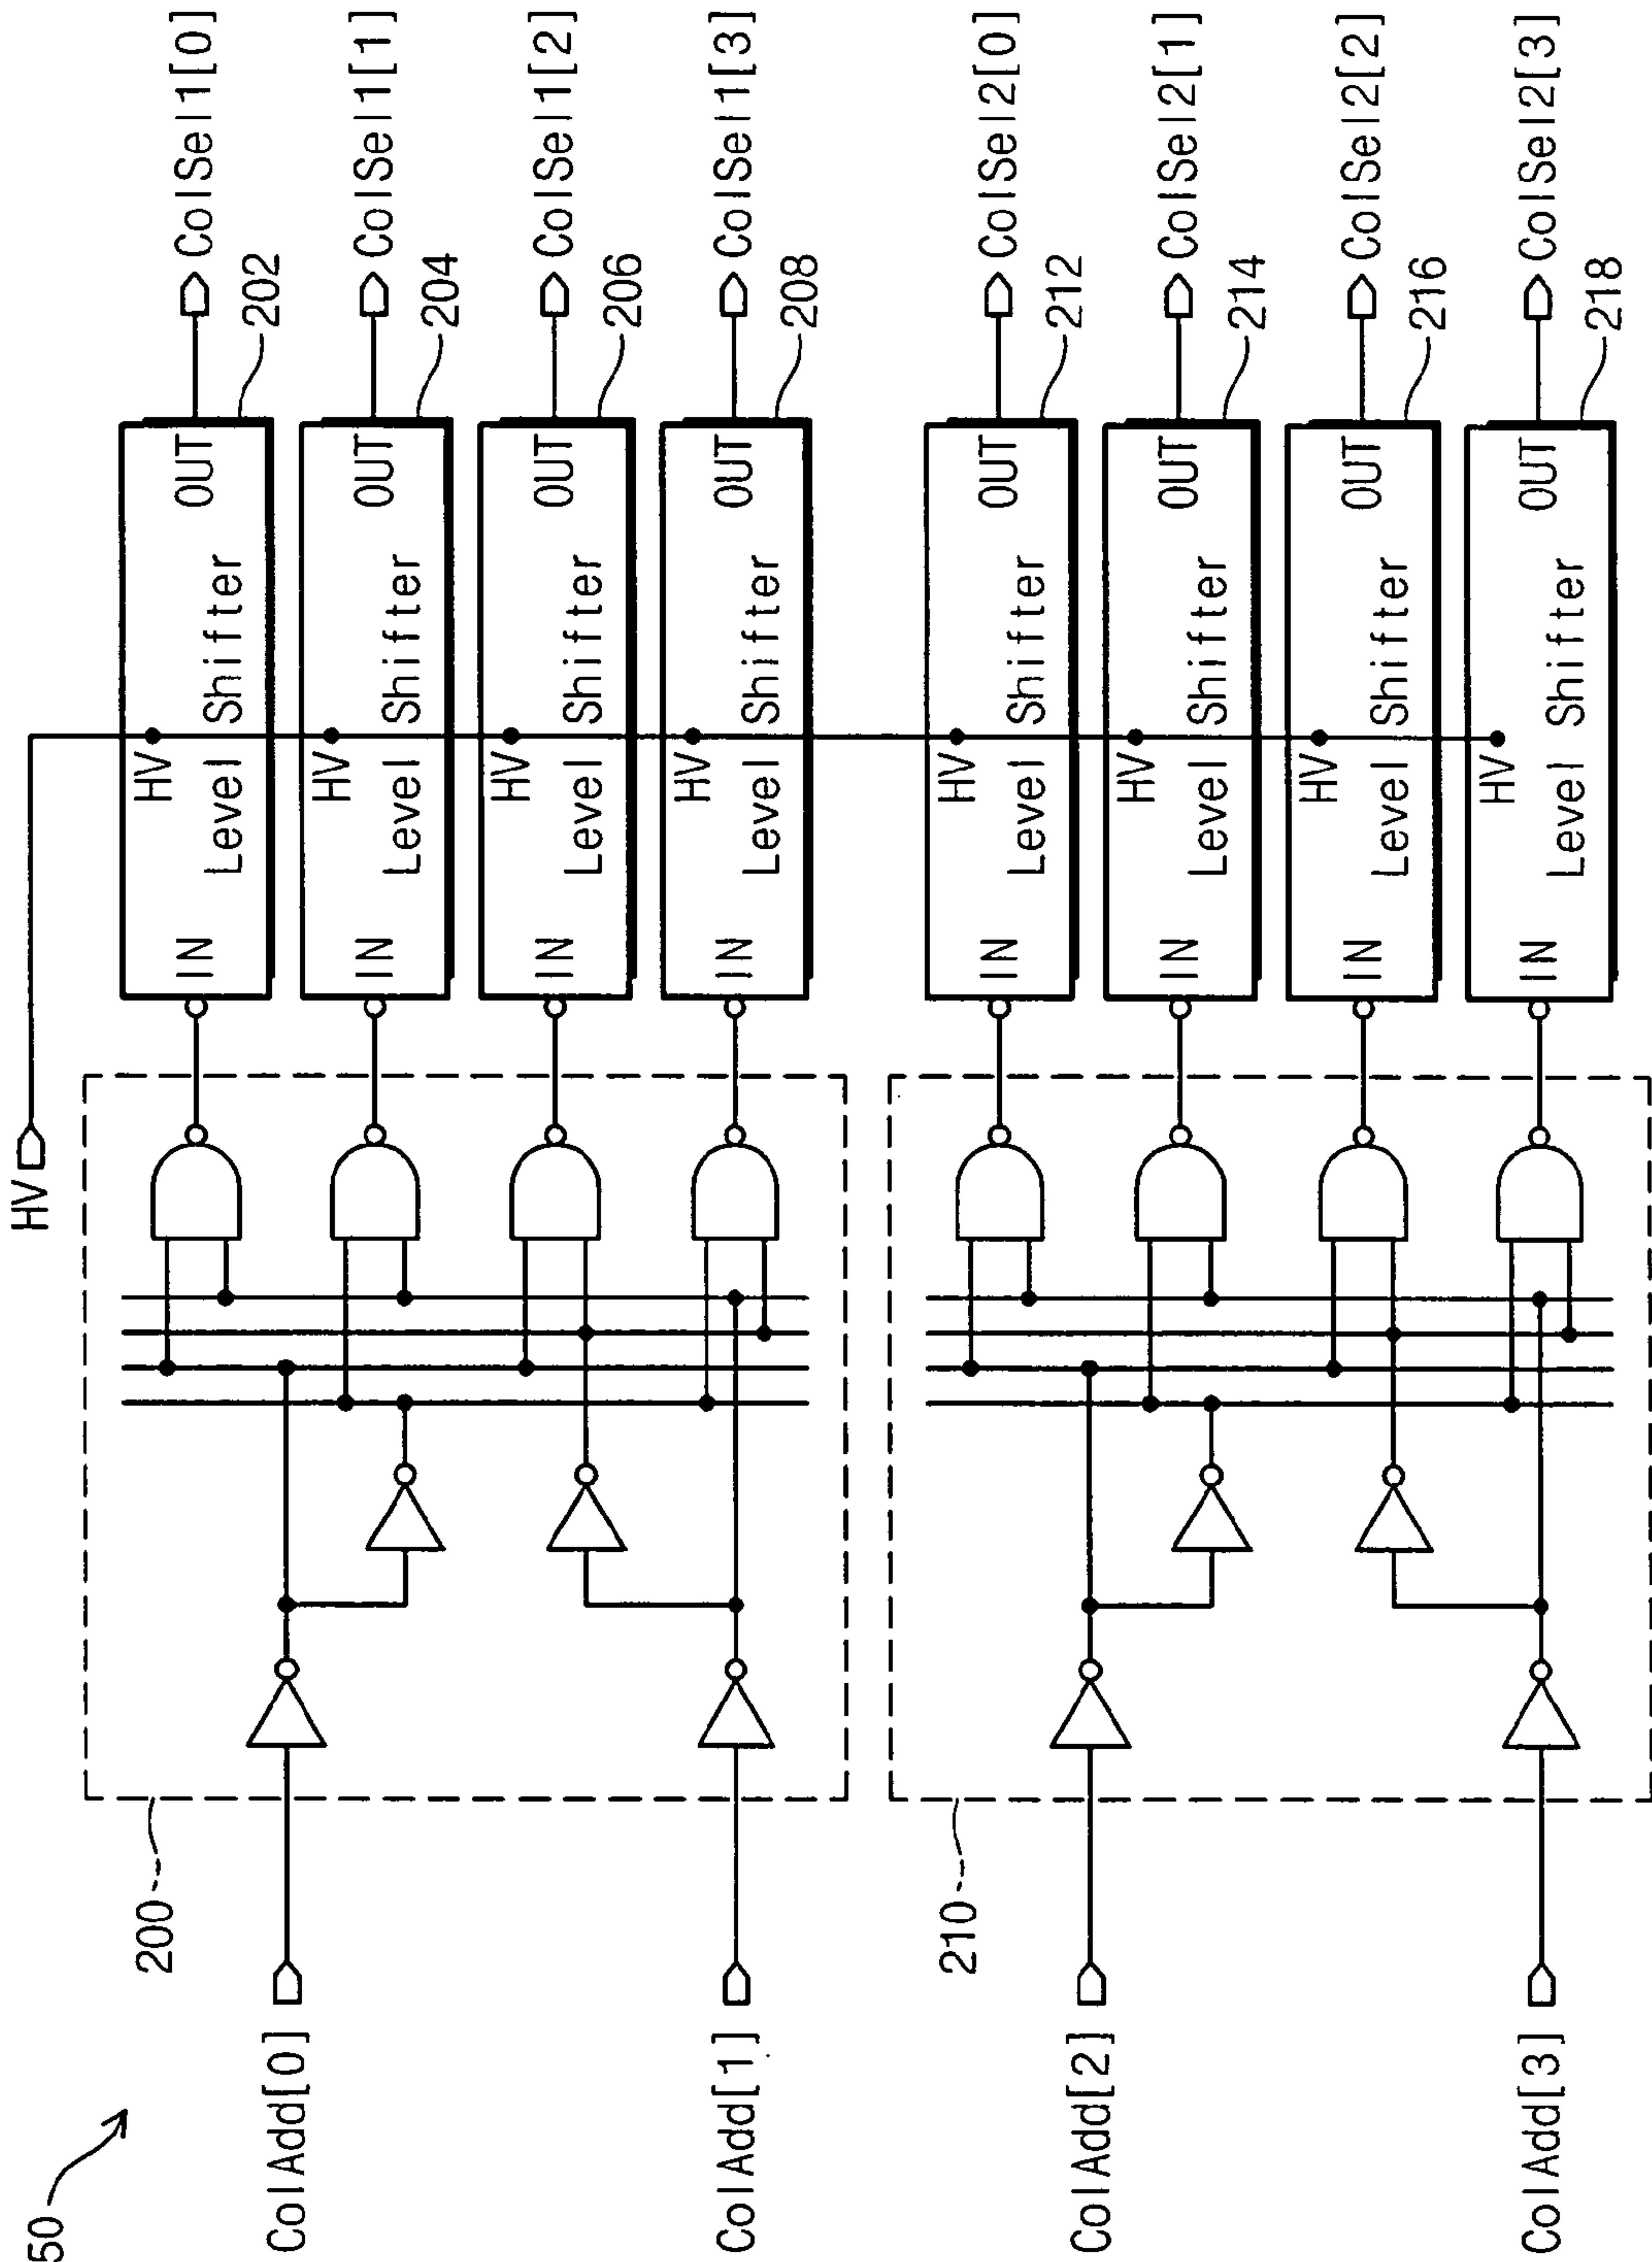 50
HV
ColAdd[0]
ColAdd[1]
ColAdd[2]
ColAdd[3]
200
210
IN HV Level Shifter OUT
202
ColSel1[0]
IN HV Level Shifter OUT
204
ColSel1[1]
IN HV Level Shifter OUT
206
ColSel1[2]
IN HV Level Shifter OUT
208
ColSel1[3]
IN HV Level Shifter OUT
212
ColSel2[0]
IN HV Level Shifter OUT
214
ColSel2[1]
IN HV Level Shifter OUT
216
ColSel2[2]
IN HV Level Shifter OUT
218
ColSel2[3]